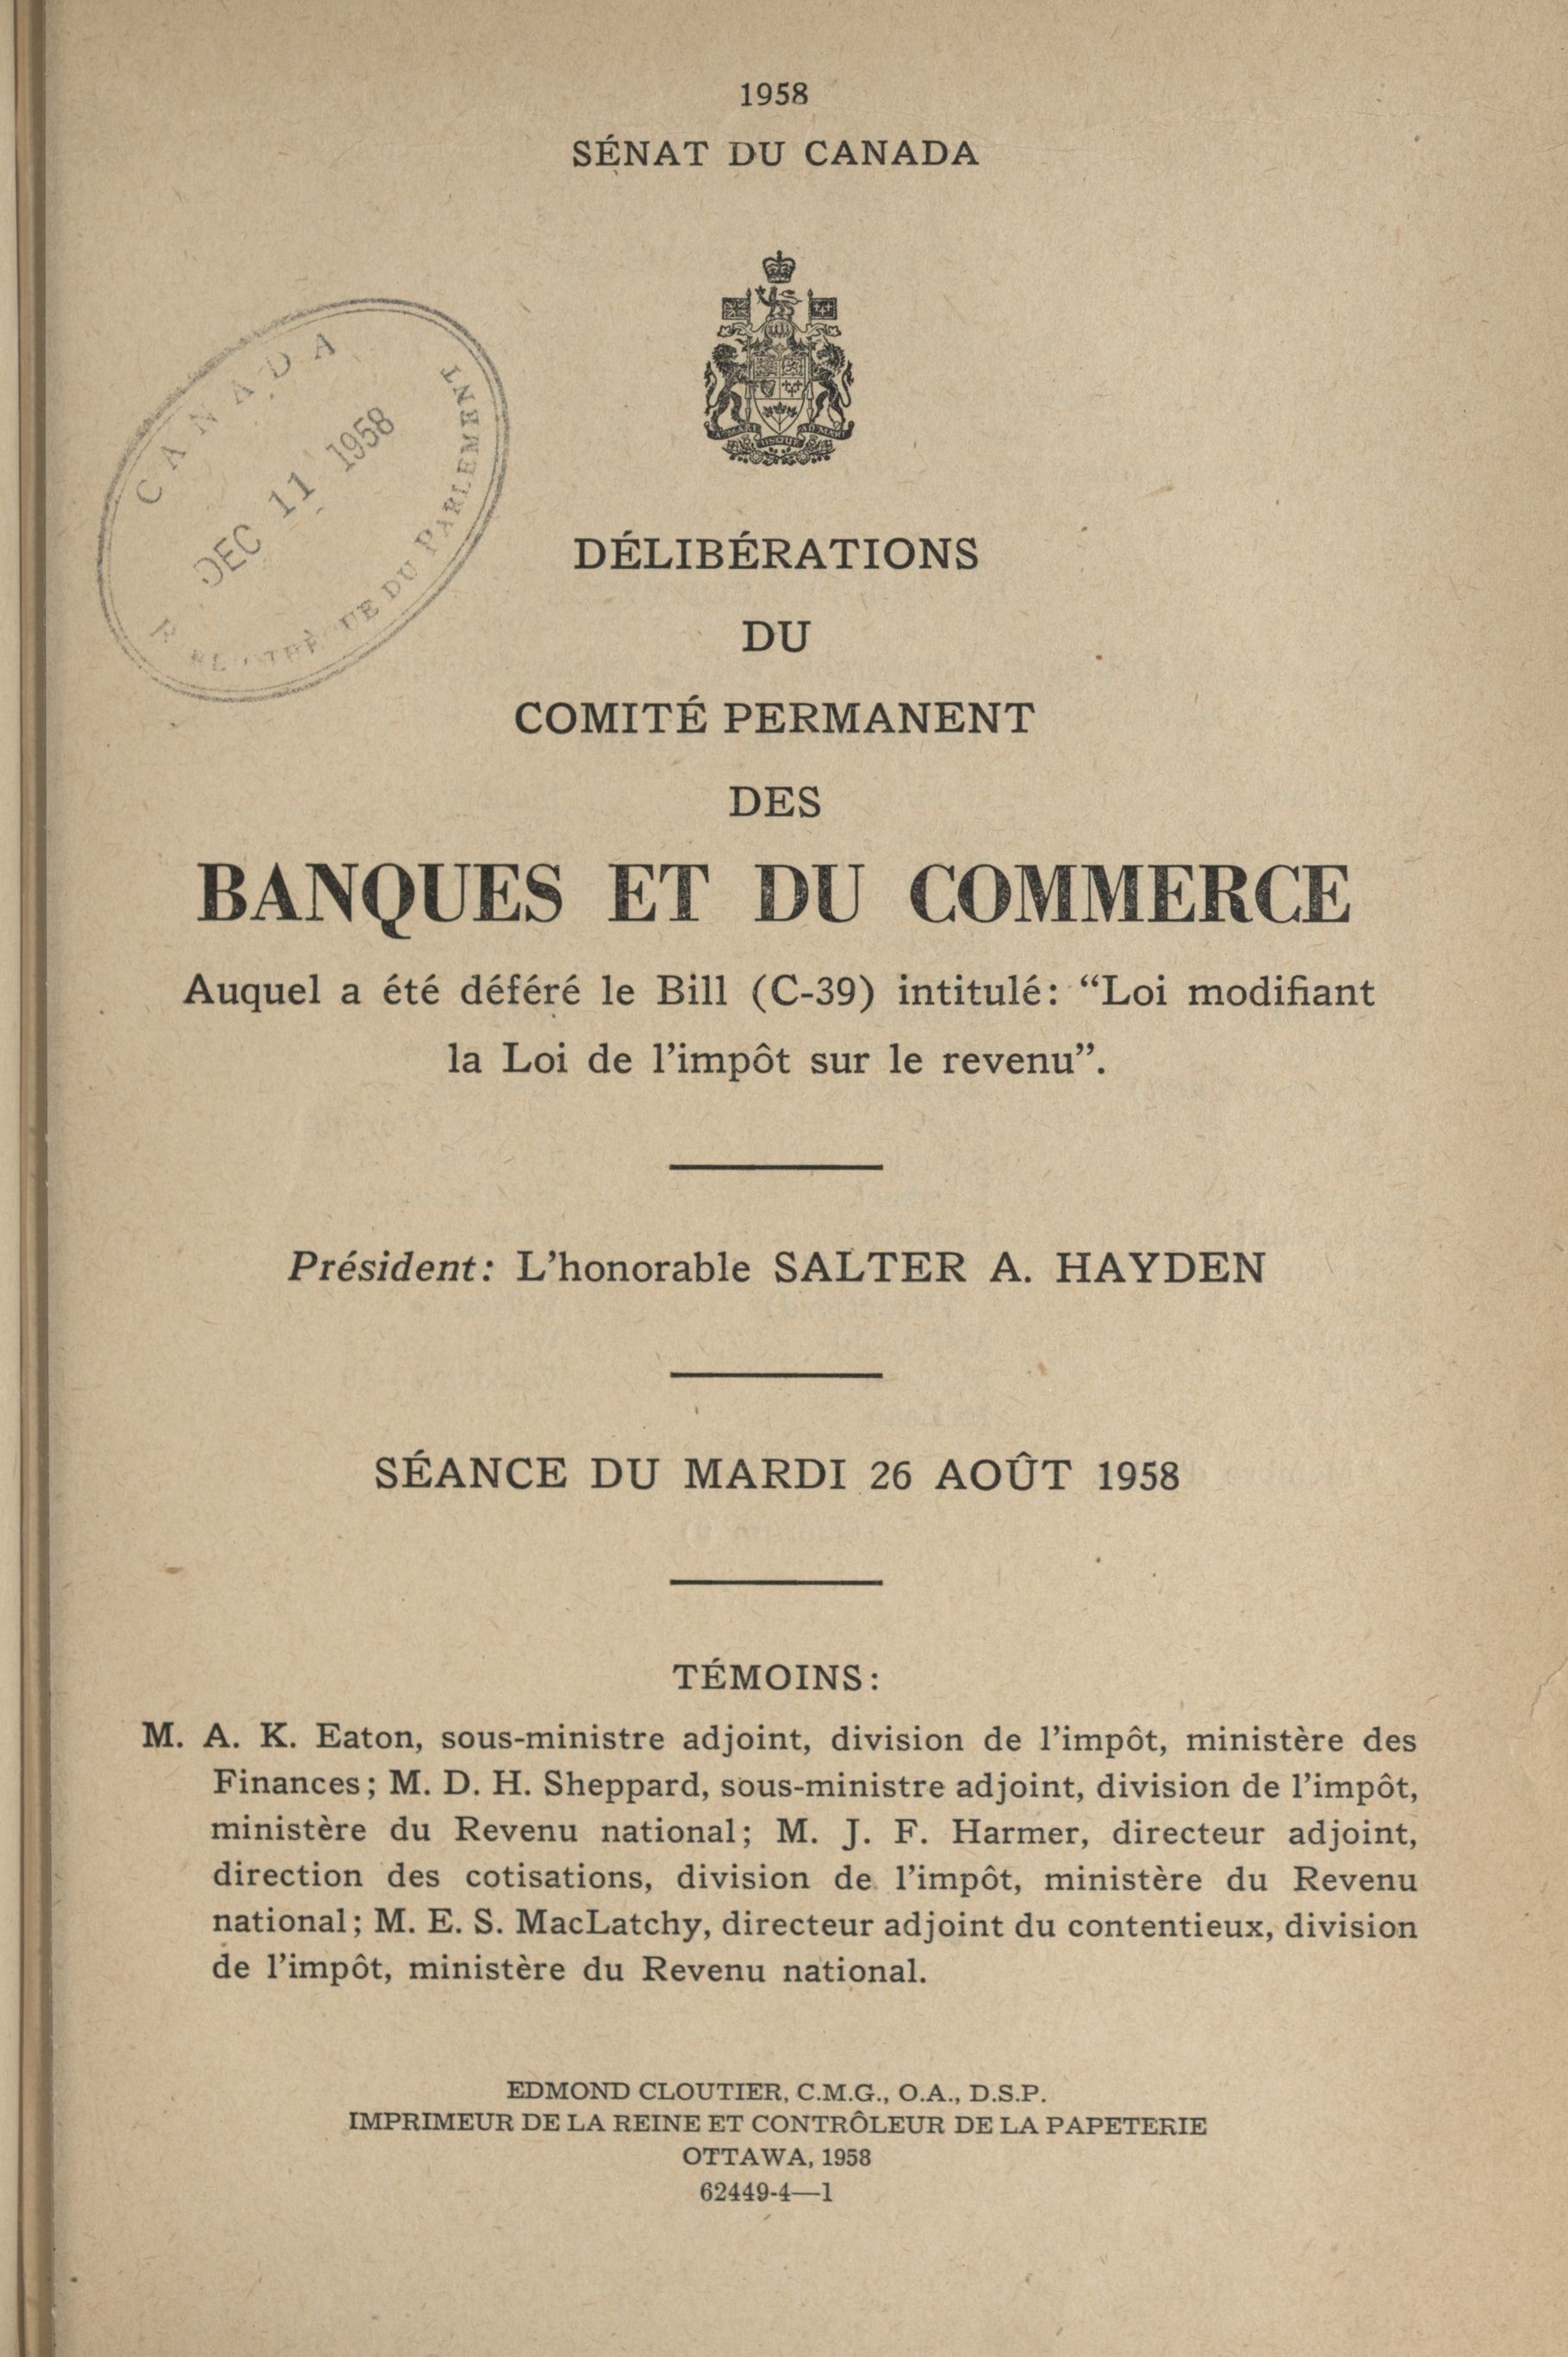 1958
SÉNAT DU CANADA
CANADA
DEC 11 1958
DU PARLEMENT
DÉLIBÉRATIONS
DU
COMITÉ PERMANENT
DES
BANQUES ET DU COMMERCE
Auquel a été déféré le Bill (C-39) intitulé: “Loi modifiant
la Loi de l’impôt sur le revenu”.
Président: L’honorable SALTER A. HAYDEN
SÉANCE DU MARDI 26 AOÛT 1958
TÉMOINS:
M. A. K. Eaton, sous-ministre adjoint, division de l’impôt, ministère des
Finances; M. D. H. Sheppard, sous-ministre adjoint, division de l’impôt,
ministère du Revenu national; M. J. F. Harmer, directeur adjoint,
direction des cotisations, division de l’impôt, ministère du Revenu
national; M. E. S. MacLatchy, directeur adjoint du contentieux, division
de l’impôt, ministère du Revenu national.
EDMOND CLOUTIER, C.M.G., O.A., D.S.P.
IMPRIMEUR DE LA REINE ET CONTRÔLEUR DE LA PAPETERIE
OTTAWA, 1958
62449-4—1